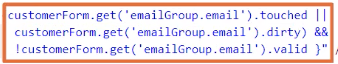 customerForm.get('emailGroup.email').touched ||
customerForm.get('emailGroup.email').dirty) &&
!customerForm.get('emailGroup.email').valid }"